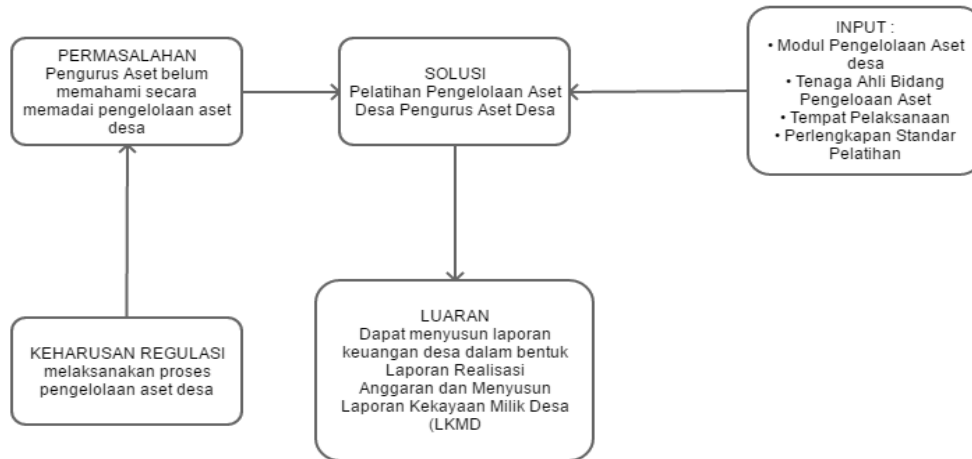 PERMASALAHAN
Pengurus Aset belum
memahami secara
memadai pengelolaan aset
desa
SOLUSI
Pelatihan Pengelolaan Aset
Desa Pengurus Aset Desa
INPUT :
• Modul Pengelolaan Aset
desa
• Tenaga Ahli Bidang
Pengeloaan Aset
• Tempat Pelaksanaan
• Perlengkapan Standar
Pelatihan
KEHARUSAN REGULASI
melaksanakan proses
pengelolaan aset desa
LUARAN
Dapat menyusun laporan
keuangan desa dalam bentuk
Laporan Realisasi
Anggaran dan Menyusun
Laporan Kekayaan Milik Desa
(LKMD